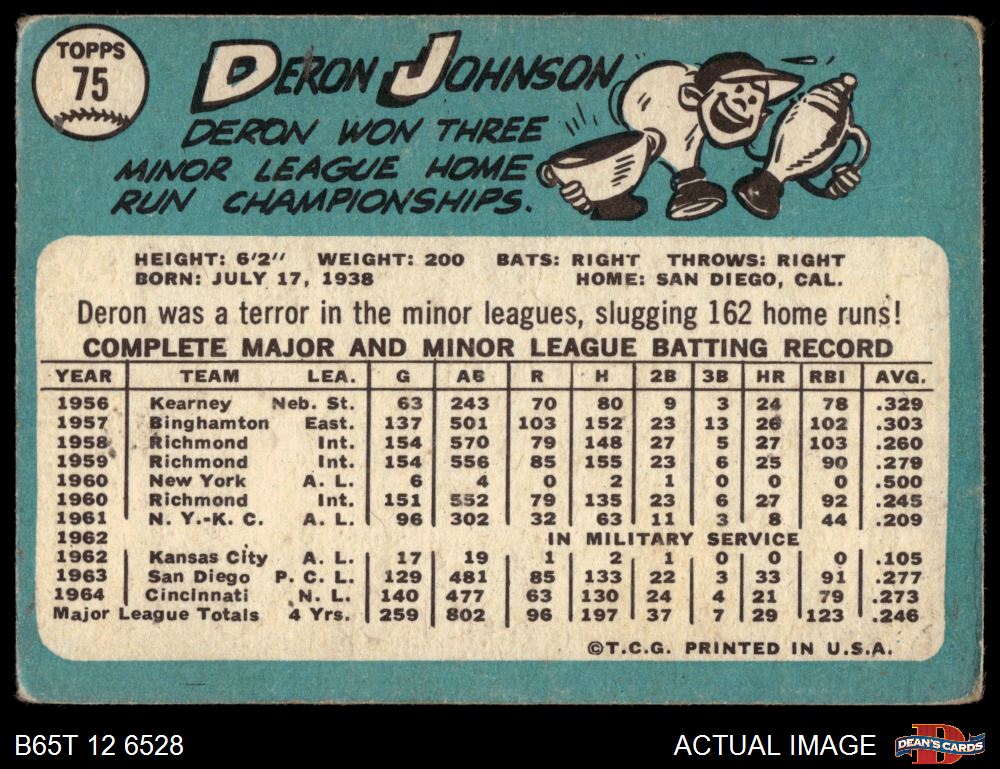 TOPPS
75
DERON JOHNSON
DERON WON THREE
MINOR LEAGUE HOME
RUN CHAMPIONSHIPS.
HEIGHT: 6'2" WEIGHT: 200 BATS: RIGHT THROWS: RIGHT
BORN: JULY 17, 1938 HOME: SAN DIEGO, CAL.
Deron was a terror in the minor leagues, slugging 162 home runs!
COMPLETE MAJOR AND MINOR LEAGUE BATTING RECORD
YEAR TEAM LEA. G AB R H 2B 3B HR RBI AVG.
1956 Kearney Neb. St. 63 243 70 80 9 3 24 78 .329
1957 Binghamton East. 137 501 103 152 23 13 26 102 .303
1958 Richmond Int. 154 570 79 148 27 5 27 103 .260
1959 Richmond Int. 154 556 85 155 23 6 25 90 .279
1960 New York A. L. 6 4 0 2 1 0 0 0 .500
1960 Richmond Int. 151 552 79 135 23 6 27 92 .245
1961 N. Y.-K. C. A. L. 96 302 32 63 11 3 8 44 .209
1962 IN MILITARY SERVICE
1962 Kansas City A. L. 17 19 1 2 1 0 0 0 .105
1963 San Diego P. C. L. 129 481 85 133 22 3 33 91 .277
1964 Cincinnati N. L. 140 477 63 130 24 4 21 79 .273
Major League Totals 4 Yrs. 259 802 96 197 37 7 29 123 .246
©T.C.G. PRINTED IN U.S.A.
B65T 12 6528 ACTUAL IMAGE DEAN'S CARDS